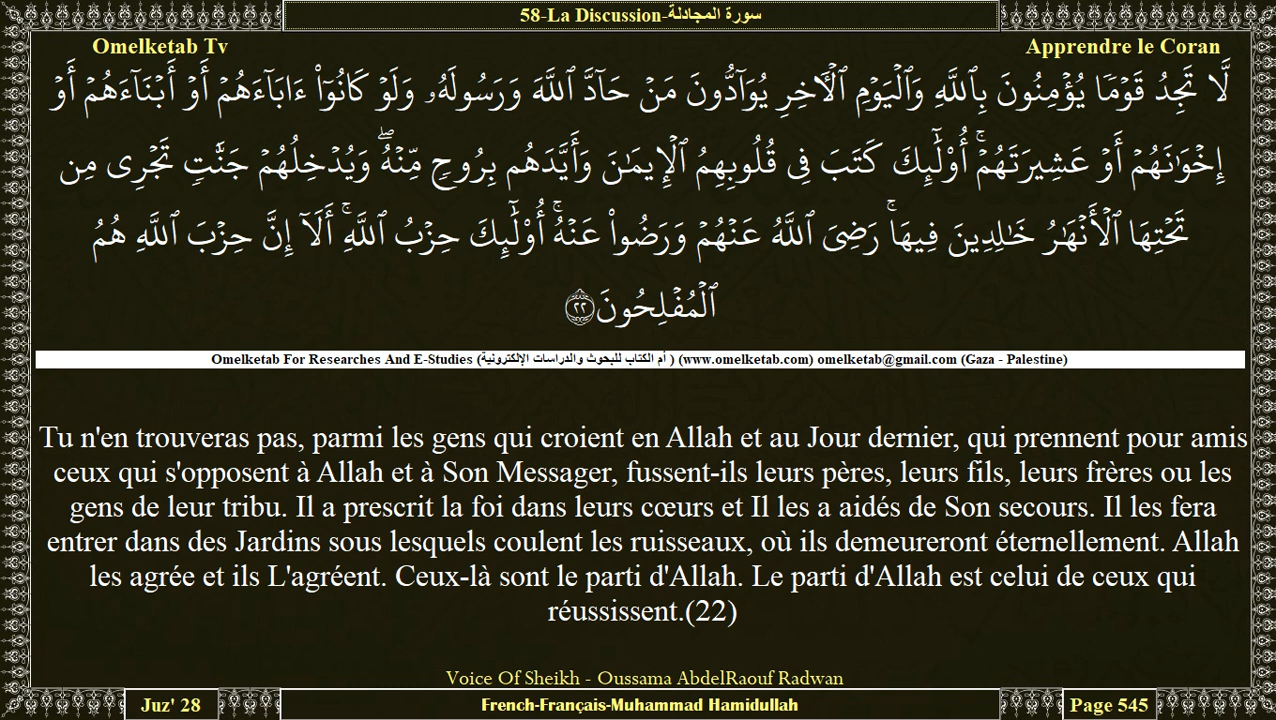 58-La Discussion-سورة المجادلة
Omelketab Tv
Apprendre le Coran
لَّا تَجِدُ قَوْمًا يُؤْمِنُونَ بِٱللَّهِ وَٱلْيَوْمِ ٱلْـَٔاخِرِ يُوَآدُّونَ مَنْ حَآدَّ ٱللَّهَ وَرَسُولَهُۥ وَلَوْ كَانُوٓا۟ ءَابَآءَهُمْ أَوْ أَبْنَآءَهُمْ أَوْ
إِخْوَٰنَهُمْ أَوْ عَشِيرَتَهُمْ ۚ أُو۟لَـٰٓئِكَ كَتَبَ فِى قُلُوبِهِمُ ٱلْإِيمَـٰنَ وَأَيَّدَهُم بِرُوحٍ مِّنْهُ ۖ وَيُدْخِلُهُمْ جَنَّـٰتٍ تَجْرِى مِن
تَحْتِهَا ٱلْأَنْهَـٰرُ خَـٰلِدِينَ فِيهَا ۚ رَضِىَ ٱللَّهُ عَنْهُمْ وَرَضُوا۟ عَنْهُ ۚ أُو۟لَـٰٓئِكَ حِزْبُ ٱللَّهِ ۚ أَلَآ إِنَّ حِزْبَ ٱللَّهِ هُمُ
ٱلْمُفْلِحُونَ ٢٢
Omelketab For Researches And E-Studies (أم الكتاب للبحوث والدراسات الإلكترونية ) (www.omelketab.com) omelketab@gmail.com (Gaza - Palestine)
Tu n'en trouveras pas, parmi les gens qui croient en Allah et au Jour dernier, qui prennent pour amis
ceux qui s'opposent à Allah et à Son Messager, fussent-ils leurs pères, leurs fils, leurs frères ou les
gens de leur tribu. Il a prescrit la foi dans leurs cœurs et Il les a aidés de Son secours. Il les fera
entrer dans des Jardins sous lesquels coulent les ruisseaux, où ils demeureront éternellement. Allah
les agrée et ils L'agréent. Ceux-là sont le parti d'Allah. Le parti d'Allah est celui de ceux qui
réussissent.(22)
Voice Of Sheikh - Oussama AbdelRaouf Radwan
Juz' 28
French-Français-Muhammad Hamidullah
Page 545